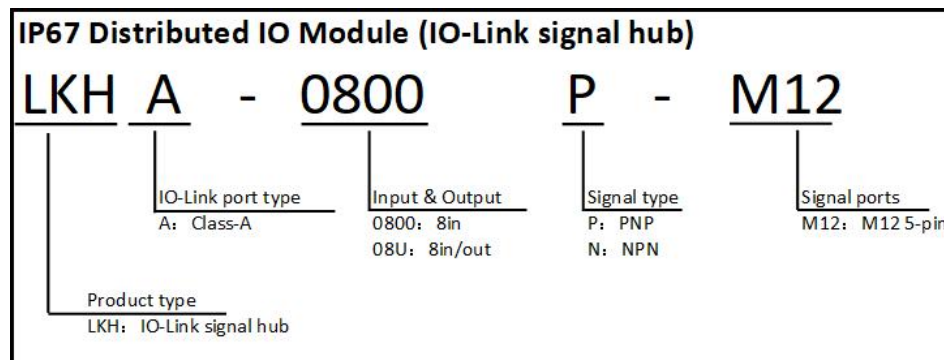 IP67 Distributed IO Module (IO-Link signal hub)
LKH A - 0800 P - M12
IO-Link port type Input & Output Signal type Signal ports
A: Class-A 0800: 8in P: PNP M12: M12 5-pin
08U: 8in/out N: NPN
Product type
LKH: IO-Link signal hub